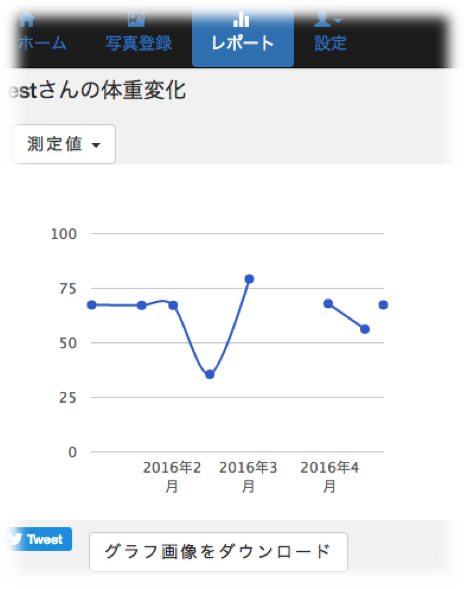 ホーム 写真登録 レポート 設定
estさんの体重変化
測定値
100
75
50
25
0
2016年2月 2016年3月 2016年4月
Tweet
グラフ画像をダウンロード